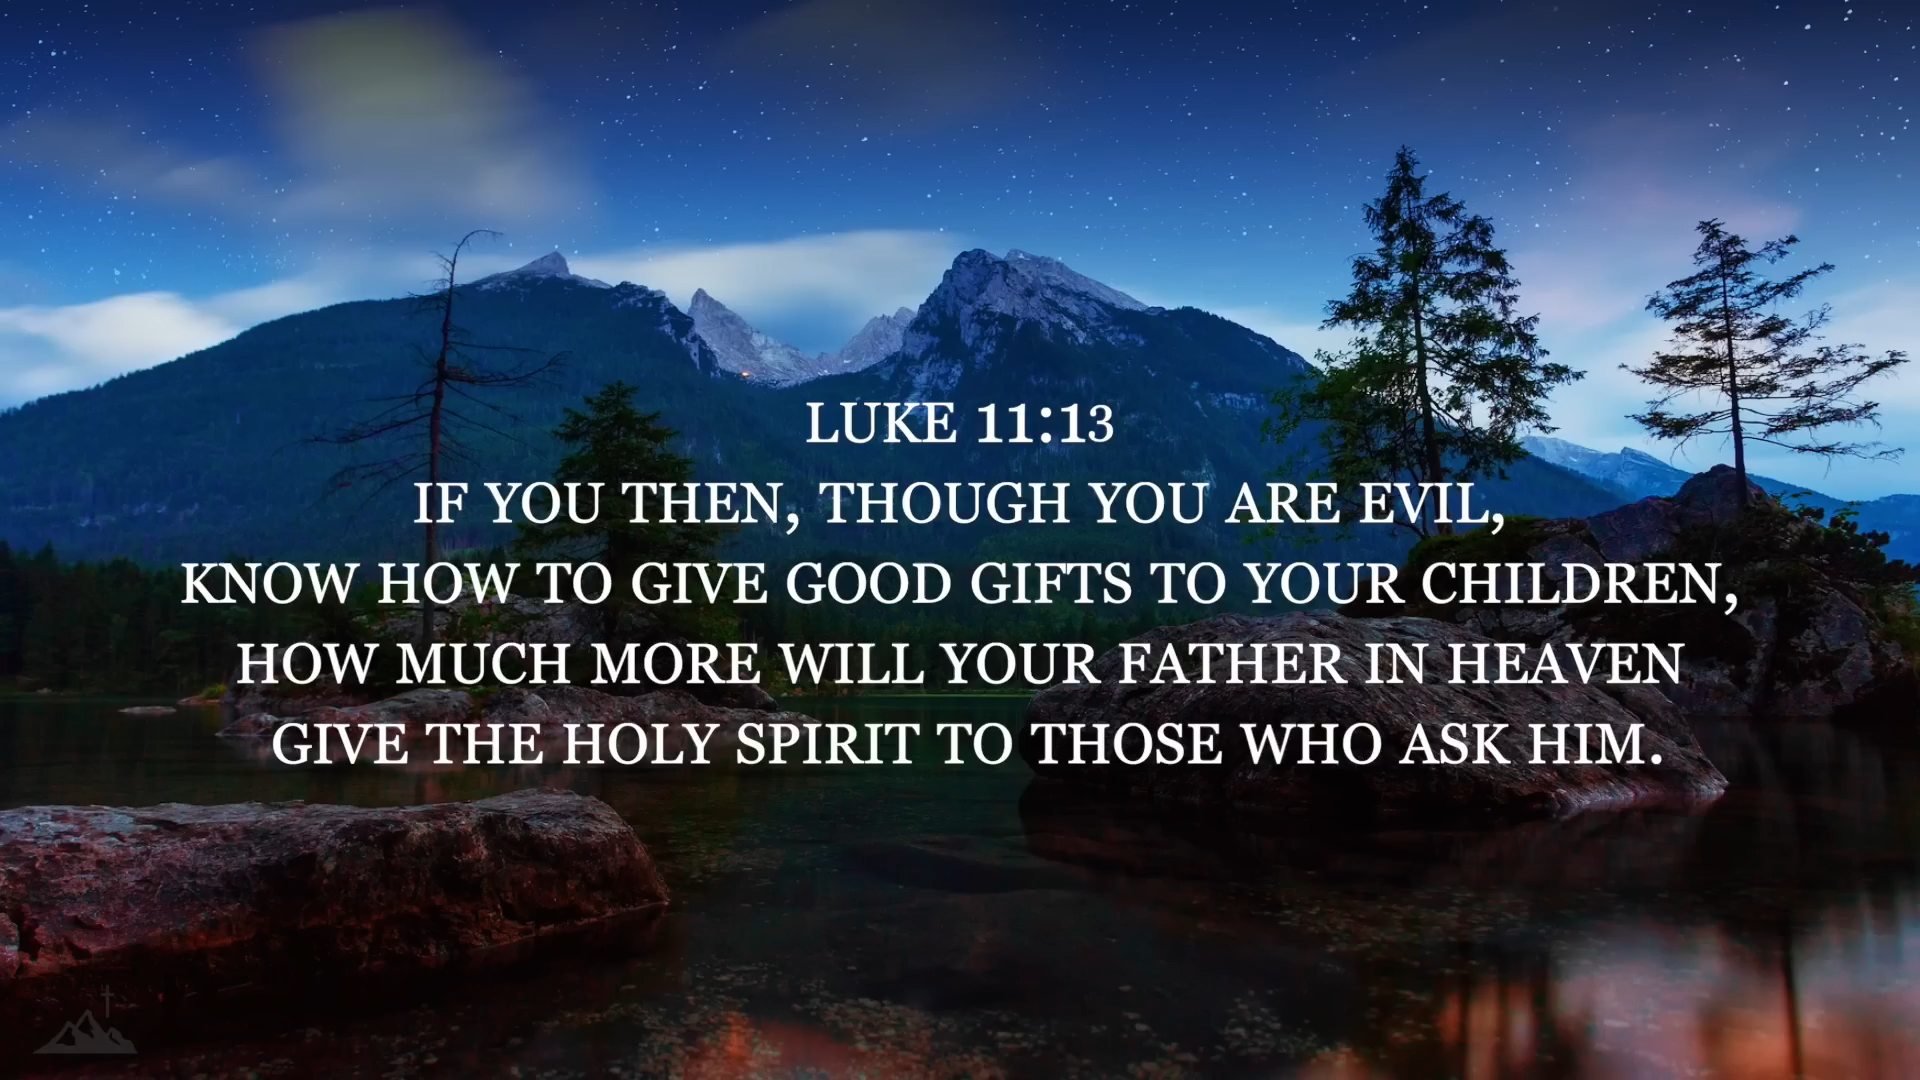 LUKE 11:13
IF YOU THEN, THOUGH YOU ARE EVIL,
KNOW HOW TO GIVE GOOD GIFTS TO YOUR CHILDREN,
HOW MUCH MORE WILL YOUR FATHER IN HEAVEN
GIVE THE HOLY SPIRIT TO THOSE WHO ASK HIM.